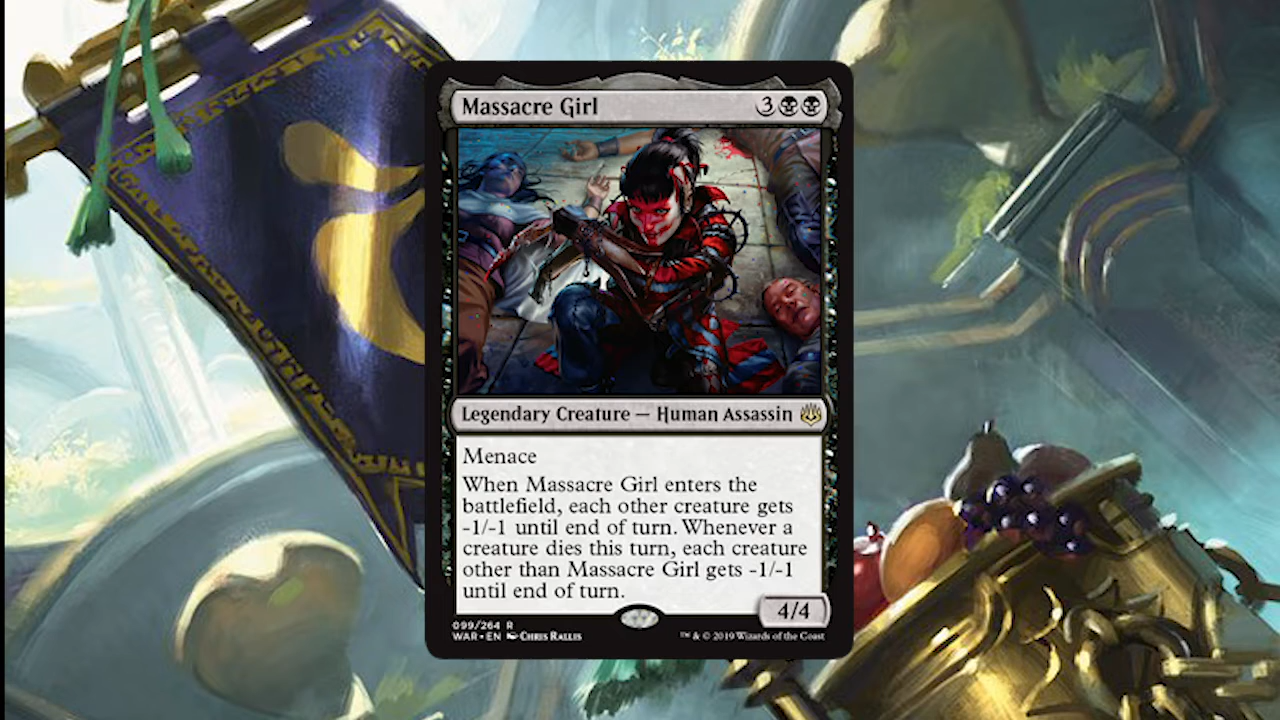 Massacre Girl 3
Legendary Creature — Human Assassin
Menace
When Massacre Girl enters the
battlefield, each other creature gets
-1/-1 until end of turn. Whenever a
creature dies this turn, each creature
other than Massacre Girl gets -1/-1
until end of turn.
4/4
099/264 R
WAR • EN Chris Rallis
™ & © 2019 Wizards of the Coast